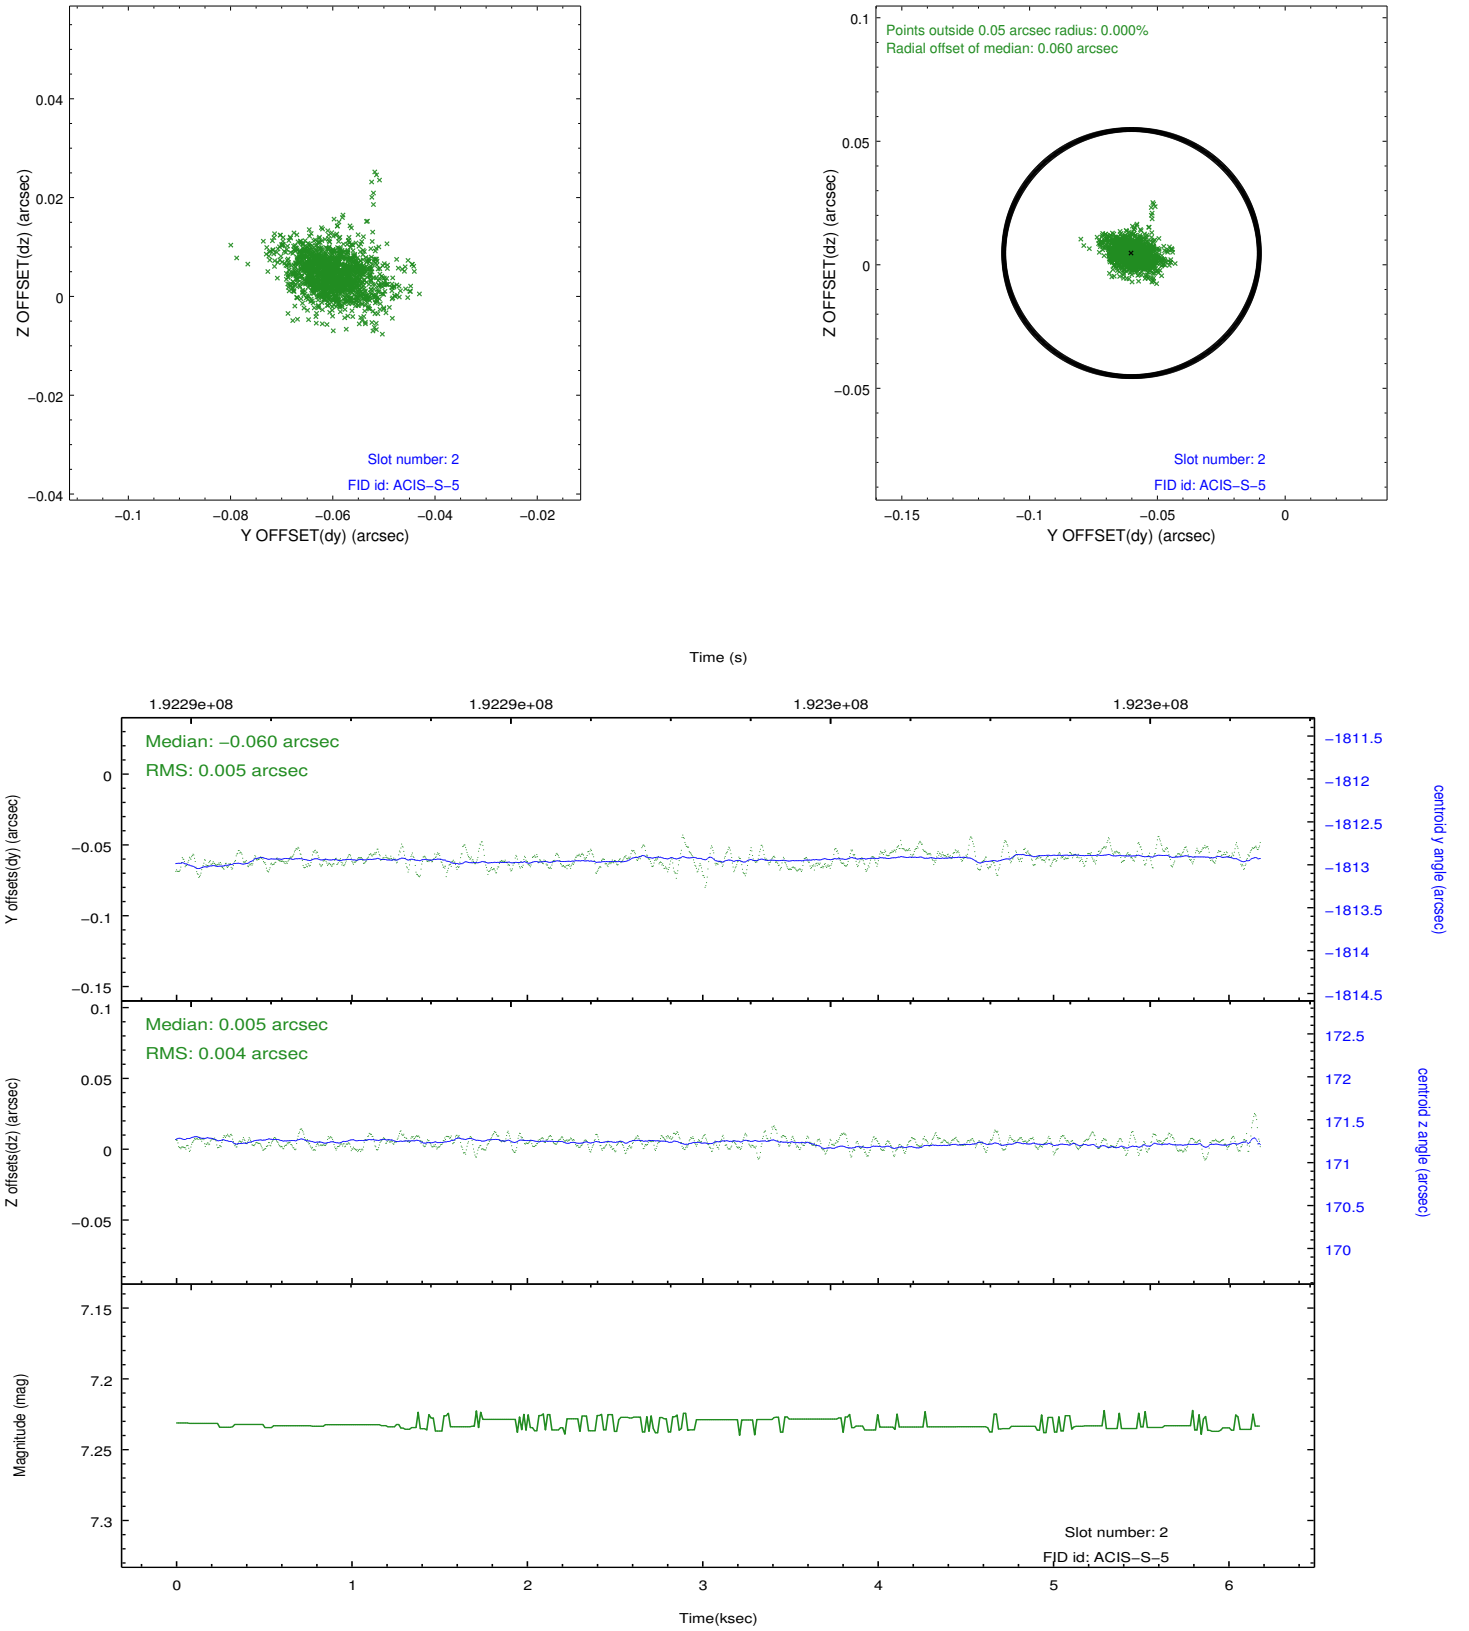 0.04
0.02
0
−0.02
−0.04
Z OFFSET(dz) (arcsec)
Slot number: 2
FID id: ACIS−S−5
−0.1
−0.08
−0.06
−0.04
−0.02
Y OFFSET(dy) (arcsec)
Points outside 0.05 arcsec radius: 0.000%
Radial offset of median: 0.060 arcsec
0.1
0.05
0
−0.05
Z OFFSET(dz) (arcsec)
Slot number: 2
FID id: ACIS−S−5
−0.15
−0.1
−0.05
0
Y OFFSET(dy) (arcsec)
Time (s)
1.9229e+08
1.9229e+08
1.923e+08
1.923e+08
Median: −0.060 arcsec
RMS: 0.005 arcsec
0
−0.05
−0.1
−0.15
Y offsets(dy) (arcsec)
−1811.5
−1812
−1812.5
−1813
−1813.5
−1814
−1814.5
centroid y angle (arcsec)
Median: 0.005 arcsec
RMS: 0.004 arcsec
0.1
0.05
0
−0.05
Z offsets(dz) (arcsec)
172.5
172
171.5
171
170.5
170
centroid z angle (arcsec)
7.15
7.2
7.25
7.3
Magnitude (mag)
Slot number: 2
FID id: ACIS−S−5
0
1
2
3
4
5
6
Time(ksec)